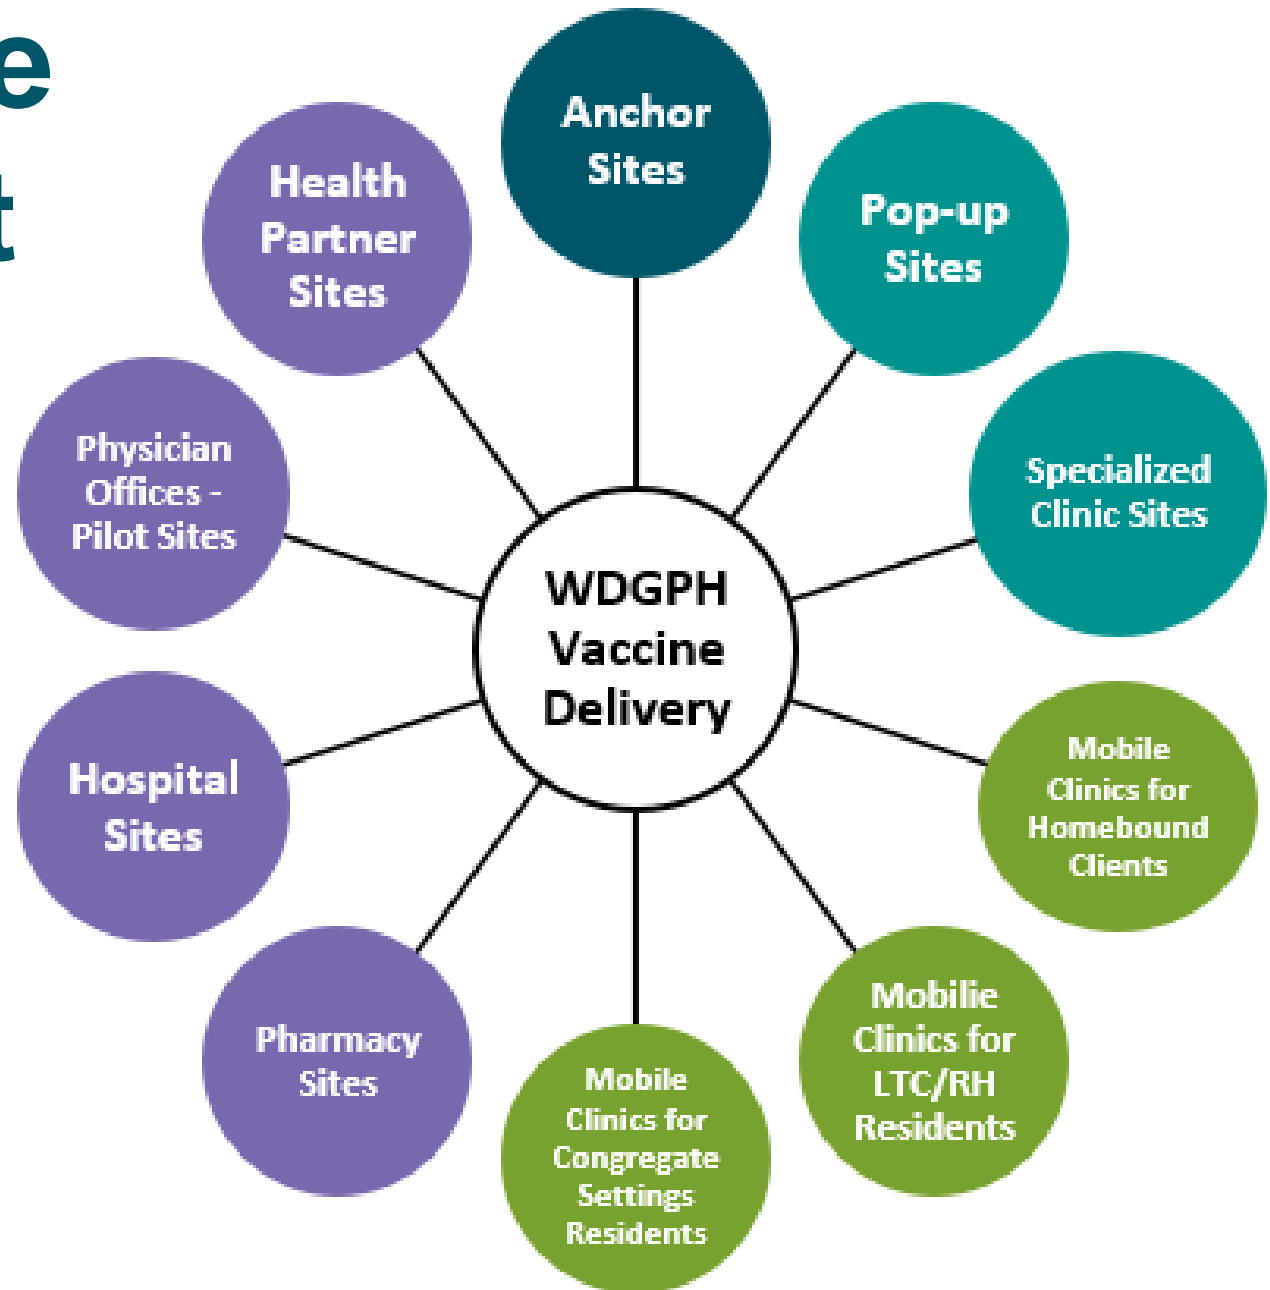 e
t
Anchor
Sites
Pop-up
Sites
Specialized
Clinic Sites
Mobile
Clinics for
Homebound
Clients
Mobilie
Clinics for
LTC/RH
Residents
Mobile
Clinics for
Congregate
Settings
Residents
Pharmacy
Sites
Hospital
Sites
Physician
Offices -
Pilot Sites
Health
Partner
Sites
WDGPH
Vaccine
Delivery